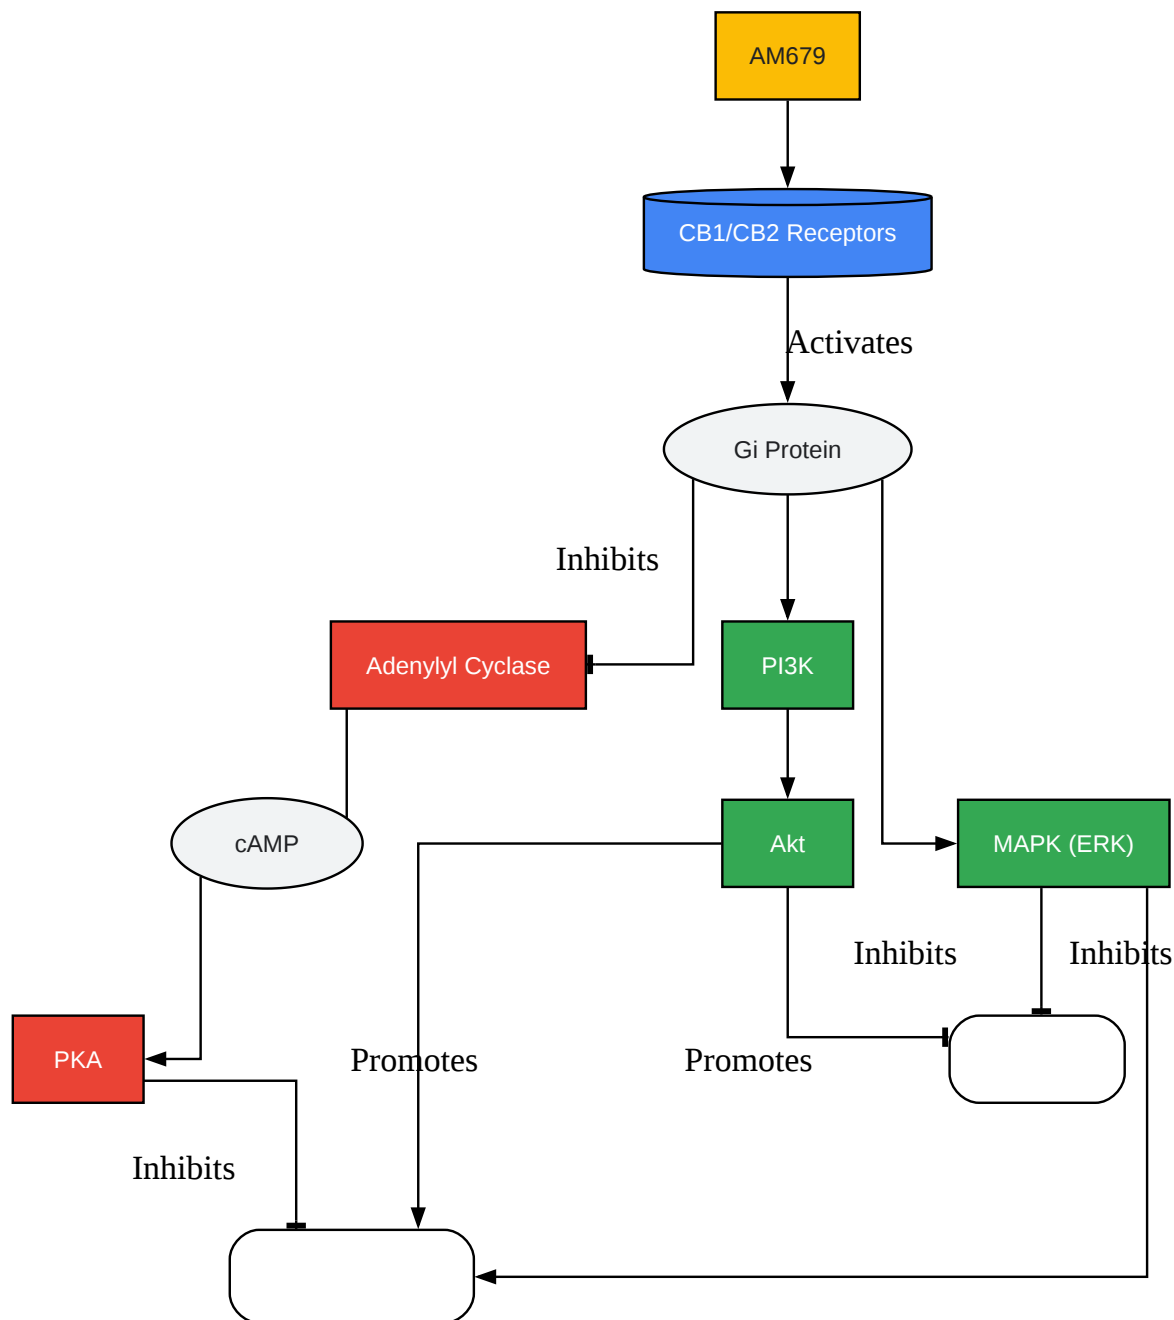 AM679
CB1/CB2 Receptors
Activates
Gi Protein
Inhibits
Adenylyl Cyclase
PI3K
cAMP
Akt
MAPK (ERK)
Inhibits
Inhibits
PKA
Promotes
Promotes
Inhibits